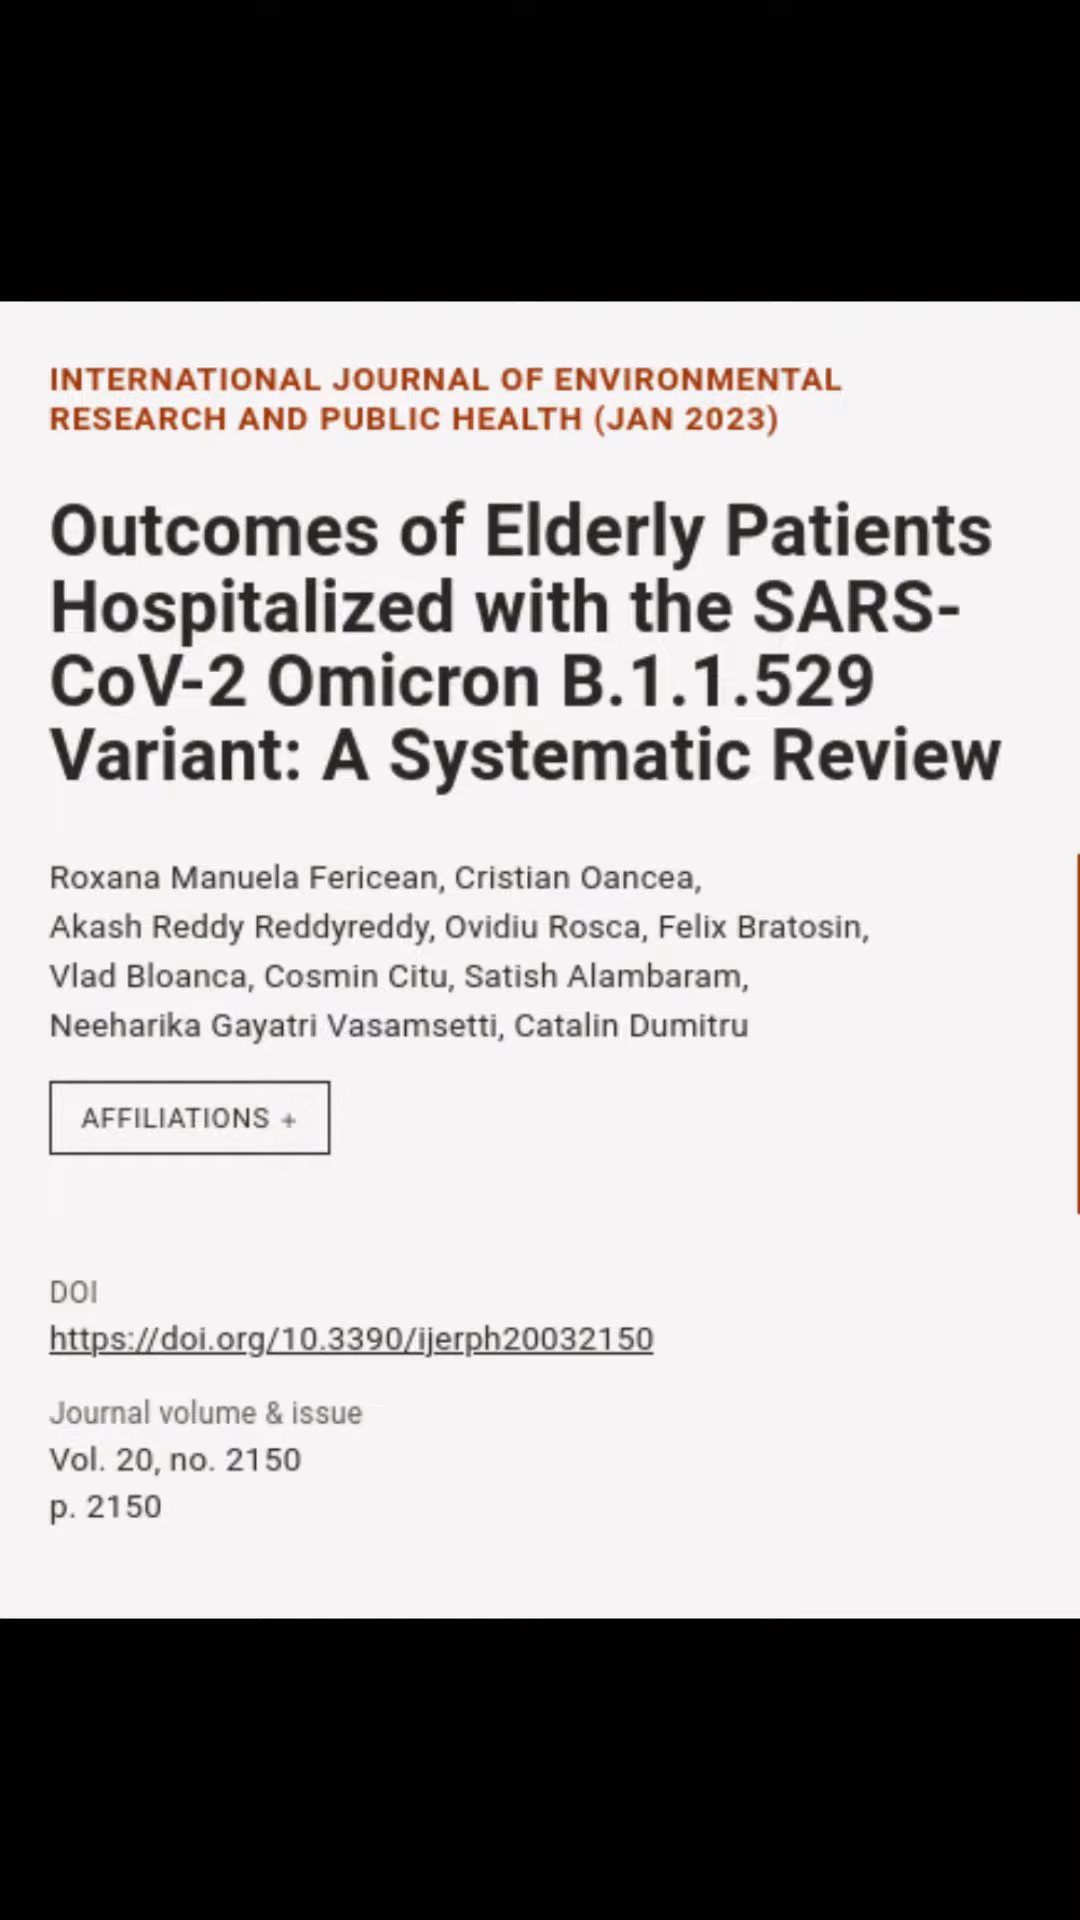 INTERNATIONAL JOURNAL OF ENVIRONMENTAL
RESEARCH AND PUBLIC HEALTH (JAN 2023)
Outcomes of Elderly Patients
Hospitalized with the SARS-
CoV-2 Omicron B.1.1.529
Variant: A Systematic Review
Roxana Manuela Fericean, Cristian Oancea,
Akash Reddy Reddyreddy, Ovidiu Rosca, Felix Bratosin,
Vlad Bloanca, Cosmin Citu, Satish Alambaram,
Neeharika Gayatri Vasamsetti, Catalin Dumitru
AFFILIATIONS +
DOI
https://doi.org/10.3390/ijerph20032150
Journal volume & issue
Vol. 20, no. 2150
p. 2150